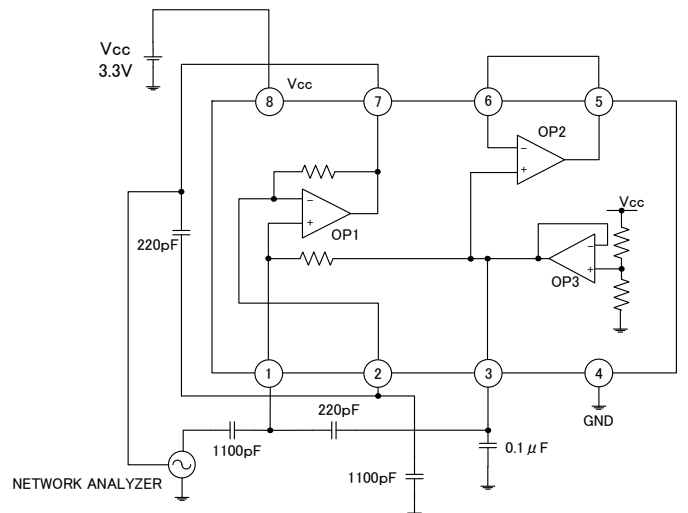 Vcc
3.3V
Vcc
8
7
6
5
OP2
−
+
−
+
OP1
Vcc
−
+
OP3
220pF
1
2
3
4
220pF
GND
1100pF
0.1μF
1100pF
NETWORK ANALYZER